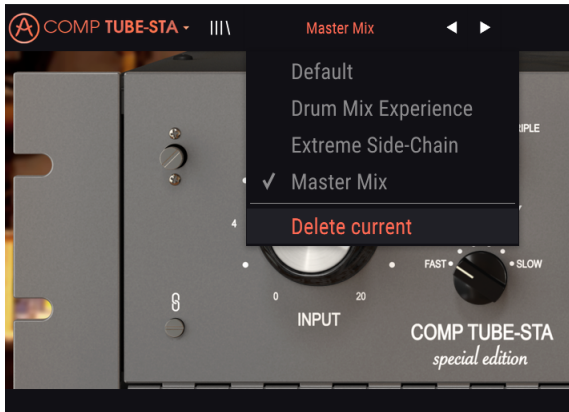 COMP TUBE-STA
Master Mix
Default
Drum Mix Experience
Extreme Side-Chain
Master Mix
Delete current
4
0
20
INPUT
FAST
SLOW
COMP TUBE-STA
special edition